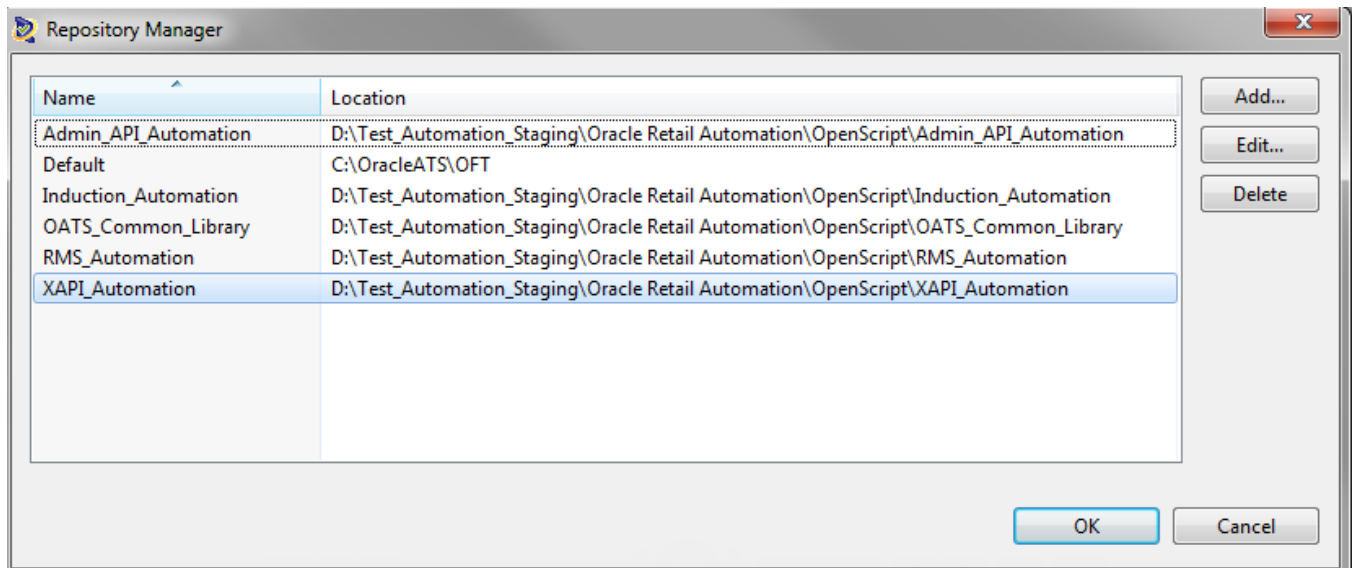 Repository Manager
Name Location
Add...
Admin_API_Automation D:\Test_Automation_Staging\Oracle Retail Automation\OpenScript\Admin_API_Automation
Edit...
Default C:\OracleATS\OFT
Induction_Automation D:\Test_Automation_Staging\Oracle Retail Automation\OpenScript\Induction_Automation
Delete
OATS_Common_Library D:\Test_Automation_Staging\Oracle Retail Automation\OpenScript\OATS_Common_Library
RMS_Automation D:\Test_Automation_Staging\Oracle Retail Automation\OpenScript\RMS_Automation
XAPI_Automation D:\Test_Automation_Staging\Oracle Retail Automation\OpenScript\XAPI_Automation
OK Cancel